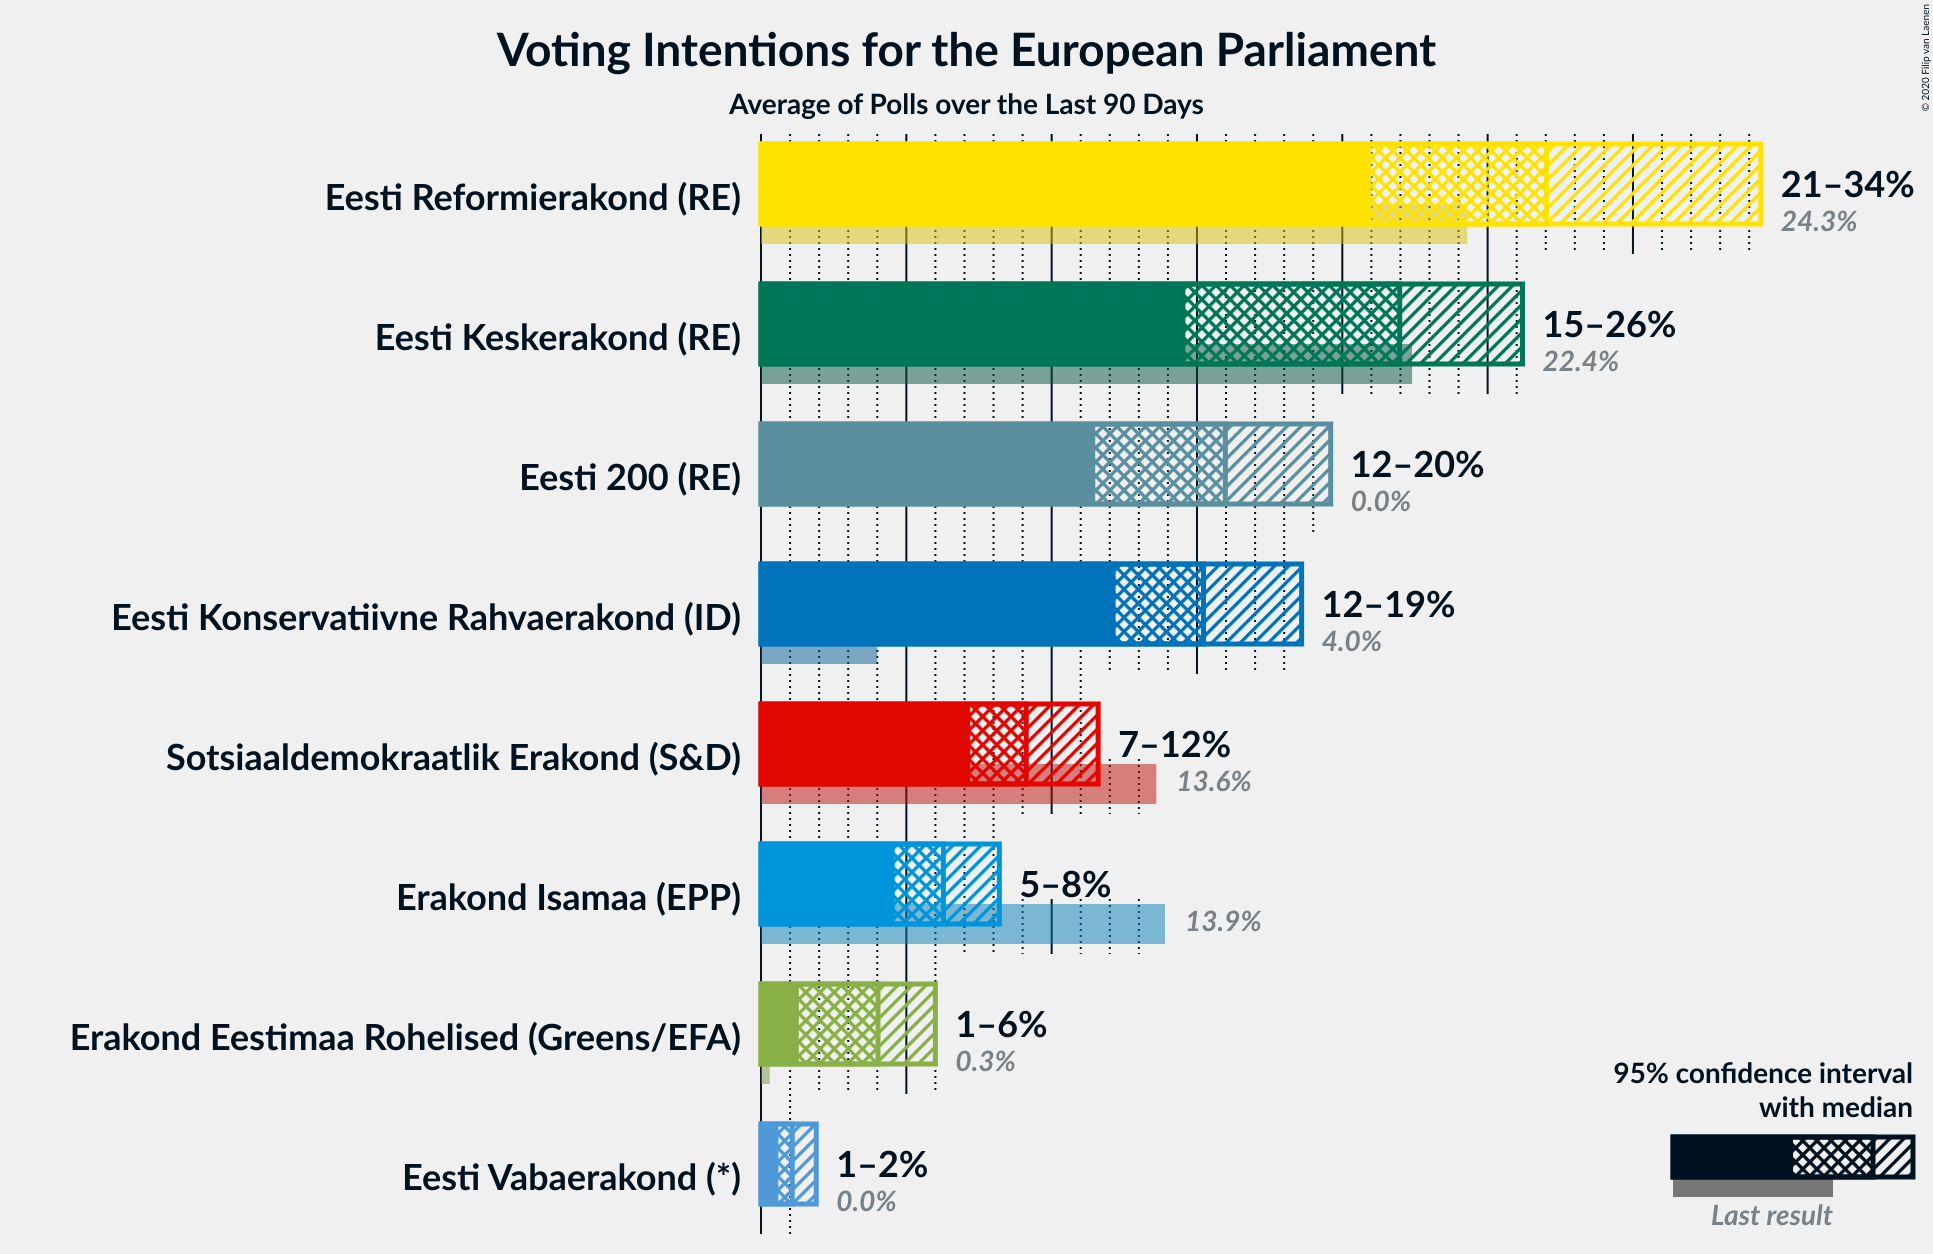 Voting Intentions for the European Parliament
Average of Polls over the Last 90 Days
© 2020 Filip van Laenen
Eesti Reformierakond (RE)
21–34%
24.3%
Eesti Keskerakond (RE)
15–26%
22.4%
Eesti 200 (RE)
12–20%
0.0%
Eesti Konservatiivne Rahvaerakond (ID)
12–19%
4.0%
Sotsiaaldemokraatlik Erakond (S&D)
7–12%
13.6%
Erakond Isamaa (EPP)
5–8%
13.9%
Erakond Eestimaa Rohelised (Greens/EFA)
1–6%
0.3%
Eesti Vabaerakond (*)
1–2%
0.0%
95% confidence interval
with median
Last result